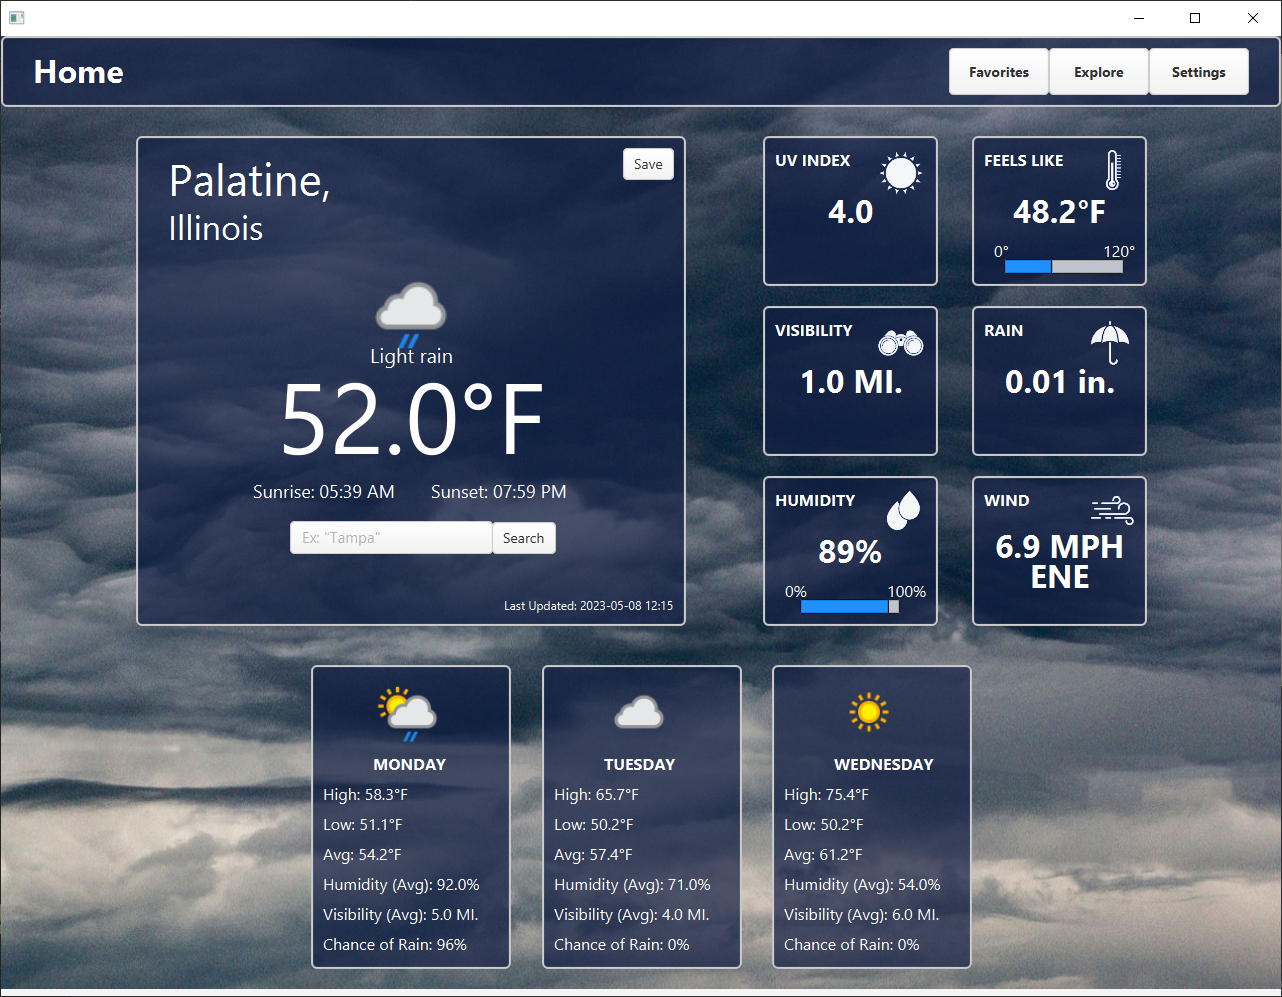 Home
Favorites
Explore
Settings
Palatine,
Illinois
Save
Light rain
52.0°F
Sunrise: 05:39 AM
Sunset: 07:59 PM
Ex: "Tampa"
Search
Last Updated: 2023-05-08 12:15
UV INDEX
4.0
FEELS LIKE
48.2°F
0°
120°
VISIBILITY
1.0 MI.
RAIN
0.01 in.
HUMIDITY
89%
0%
100%
WIND
6.9 MPH
ENE
MONDAY
High: 58.3°F
Low: 51.1°F
Avg: 54.2°F
Humidity (Avg): 92.0%
Visibility (Avg): 5.0 MI.
Chance of Rain: 96%
TUESDAY
High: 65.7°F
Low: 50.2°F
Avg: 57.4°F
Humidity (Avg): 71.0%
Visibility (Avg): 4.0 MI.
Chance of Rain: 0%
WEDNESDAY
High: 75.4°F
Low: 50.2°F
Avg: 61.2°F
Humidity (Avg): 54.0%
Visibility (Avg): 6.0 MI.
Chance of Rain: 0%